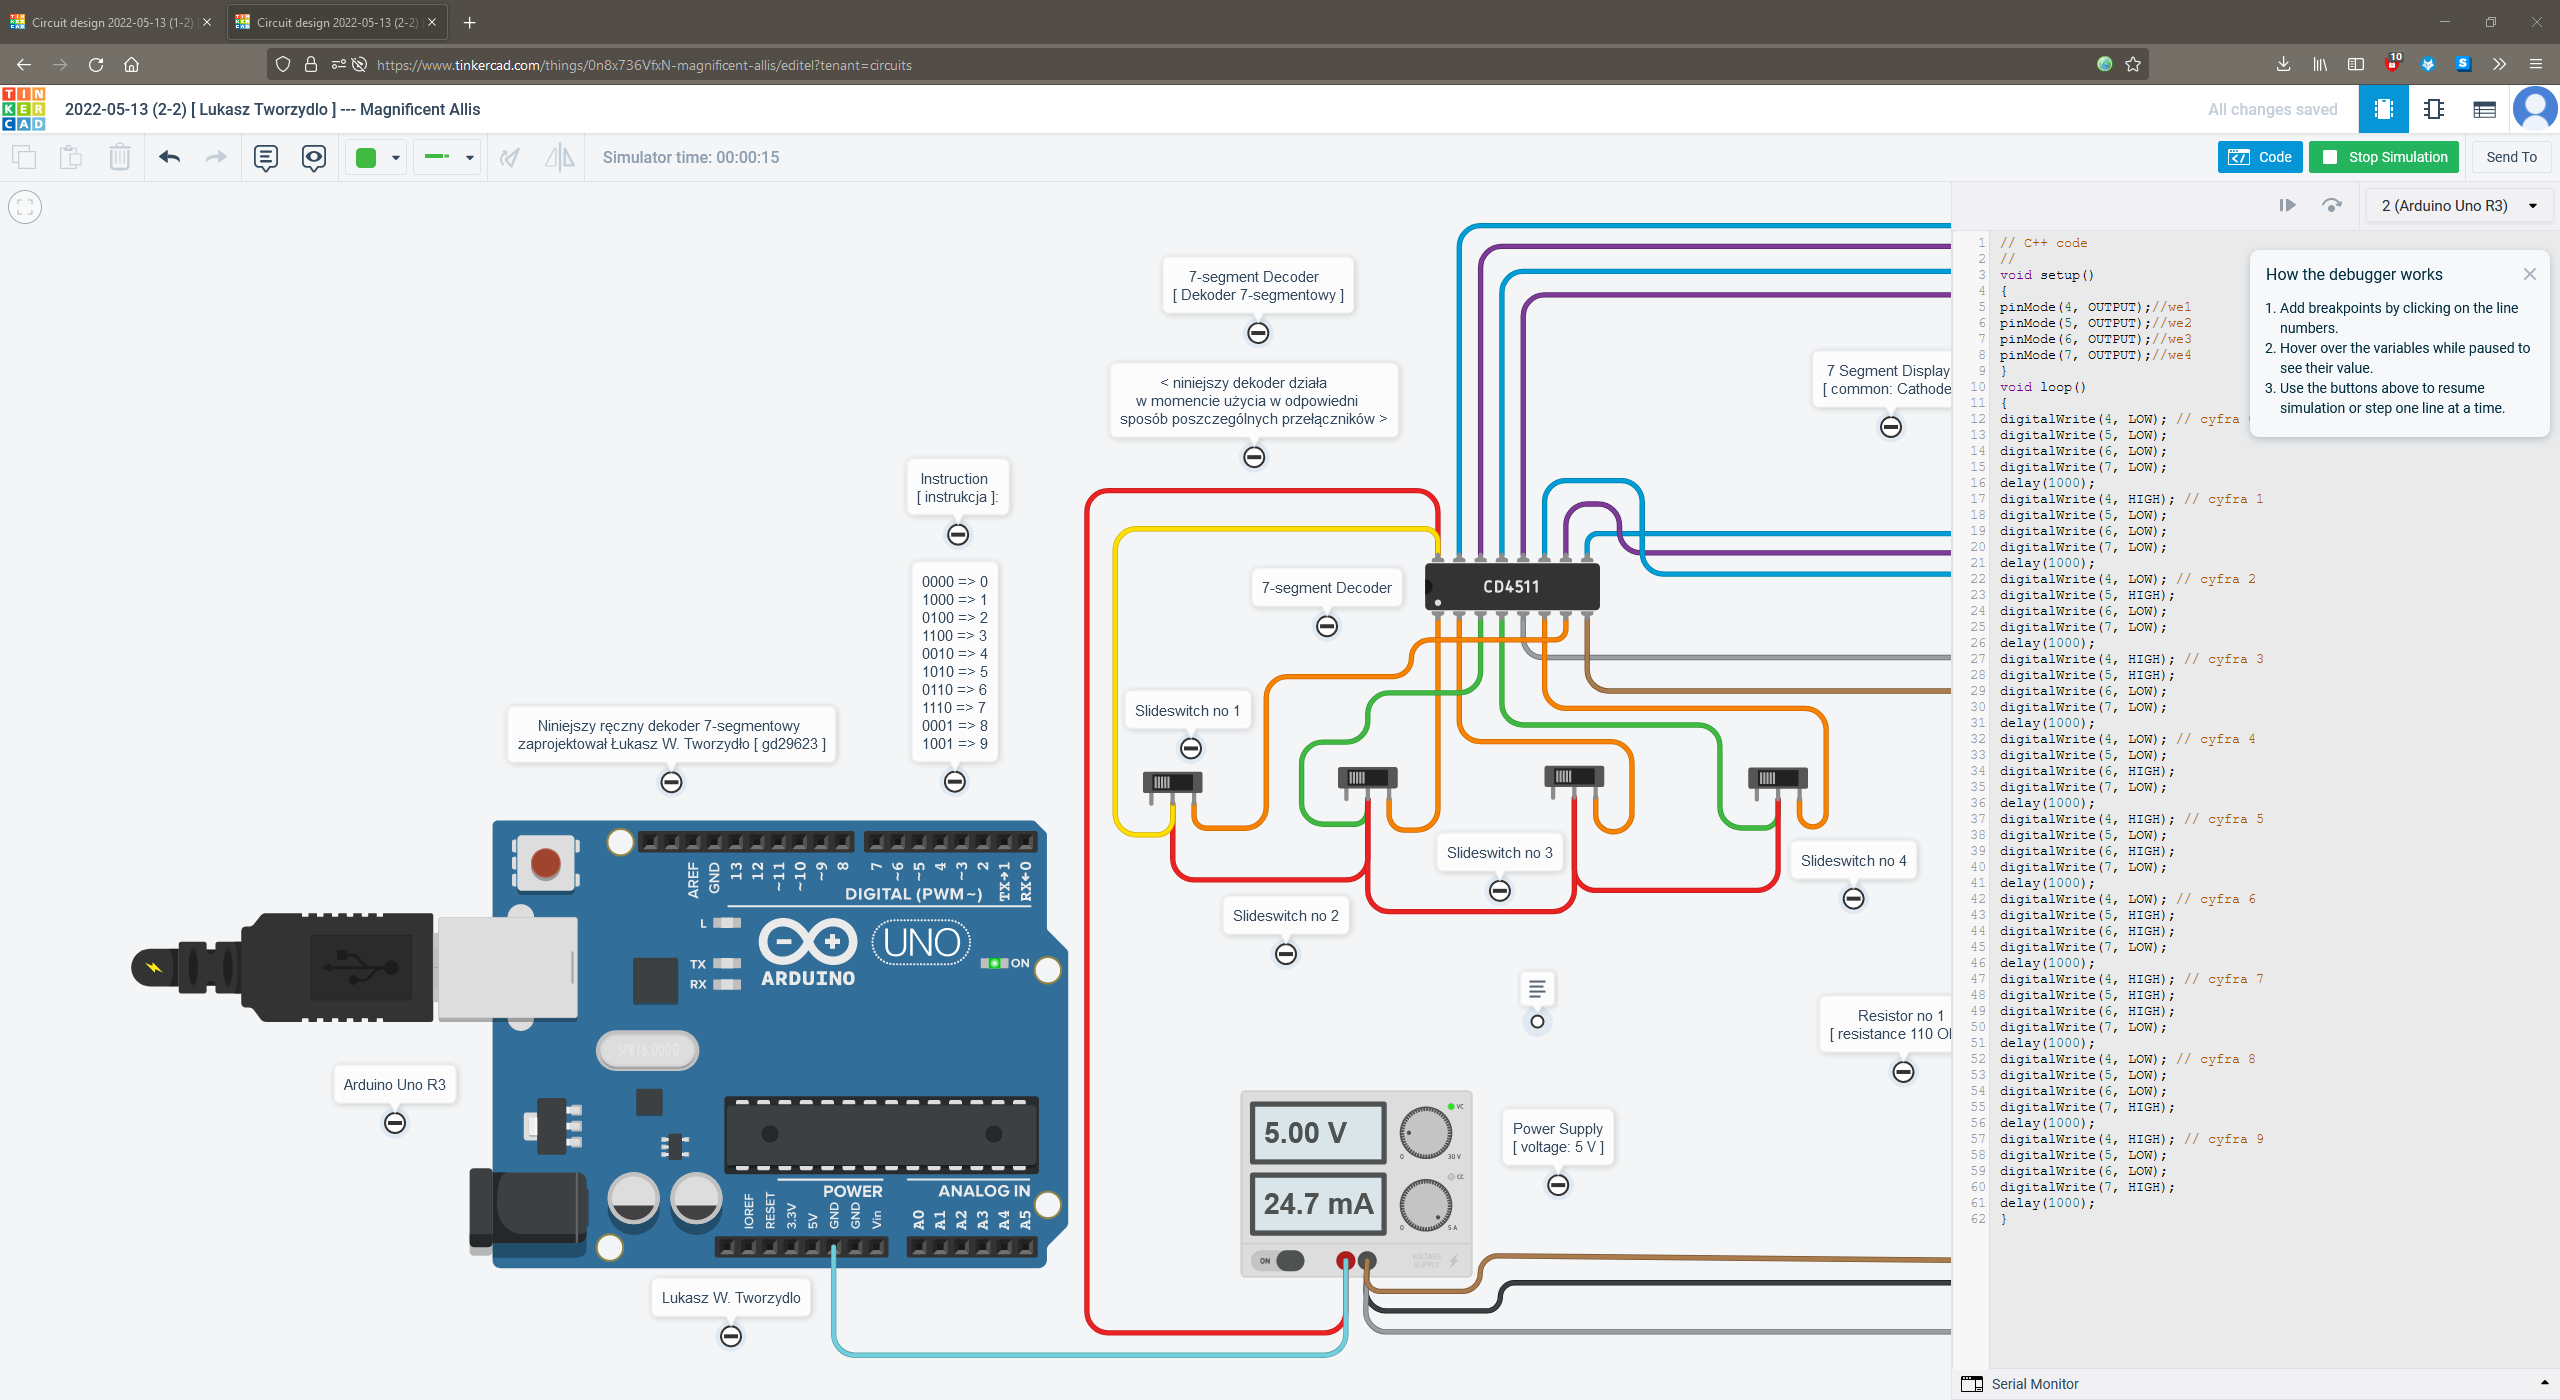 Circuit design 2022-05-13 (1-2)
Circuit design 2022-05-13 (2-2)
https://www.tinkercad.com/things/0n8x736VfxN-magnificent-allis/editel?tenant=circuits
10
TIN
KER
CAD
2022-05-13 (2-2) [ Lukasz Tworzydlo ] --- Magnificent Allis
All changes saved
Simulator time: 00:00:15
Code
Stop Simulation
Send To
2 (Arduino Uno R3)
7-segment Decoder
[ Dekoder 7-segmentowy ]
< niniejszy dekoder działa
w momencie użycia w odpowiedni
sposób poszczególnych przełączników >
7 Segment Display
[ common: Cathode
Instruction
[ instrukcja ]:
0000 => 0
1000 => 1
0100 => 2
1100 => 3
0010 => 4
1010 => 5
0110 => 6
1110 => 7
0001 => 8
1001 => 9
7-segment Decoder
CD4511
Slideswitch no 1
Niniejszy ręczny dekoder 7-segmentowy
zaprojektował Łukasz W. Tworzydło [ gd29623 ]
Slideswitch no 3
Slideswitch no 4
Slideswitch no 2
AREF
GND
13
12
~11
~10
~9
8
7
~6
~5
4
~3
2
TX→1
RX←0
DIGITAL (PWM~)
L
TX
RX
ARDUINO
UNO
ON
SPK16.000G
Arduino Uno R3
POWER
ANALOG IN
IOREF
RESET
3.3V
5V
GND
GND
Vin
A0
A1
A2
A3
A4
A5
Lukasz W. Tworzydlo
5.00 V
24.7 mA
VC
0
30 V
CC
0
5 A
ON
VOLTAGE
SUPPLY
Power Supply
[ voltage: 5 V ]
Resistor no 1
[ resistance 110 O
How the debugger works
1. Add breakpoints by clicking on the line
numbers.
2. Hover over the variables while paused to
see their value.
3. Use the buttons above to resume
simulation or step one line at a time.
1 // C++ code
2 //
3 void setup()
4 {
5 pinMode(4, OUTPUT);//we1
6 pinMode(5, OUTPUT);//we2
7 pinMode(6, OUTPUT);//we3
8 pinMode(7, OUTPUT);//we4
9 }
10 void loop()
11 {
12 digitalWrite(4, LOW); // cyfra
13 digitalWrite(5, LOW);
14 digitalWrite(6, LOW);
15 digitalWrite(7, LOW);
16 delay(1000);
17 digitalWrite(4, HIGH); // cyfra 1
18 digitalWrite(5, LOW);
19 digitalWrite(6, LOW);
20 digitalWrite(7, LOW);
21 delay(1000);
22 digitalWrite(4, LOW); // cyfra 2
23 digitalWrite(5, HIGH);
24 digitalWrite(6, LOW);
25 digitalWrite(7, LOW);
26 delay(1000);
27 digitalWrite(4, HIGH); // cyfra 3
28 digitalWrite(5, HIGH);
29 digitalWrite(6, LOW);
30 digitalWrite(7, LOW);
31 delay(1000);
32 digitalWrite(4, LOW); // cyfra 4
33 digitalWrite(5, LOW);
34 digitalWrite(6, HIGH);
35 digitalWrite(7, LOW);
36 delay(1000);
37 digitalWrite(4, HIGH); // cyfra 5
38 digitalWrite(5, LOW);
39 digitalWrite(6, HIGH);
40 digitalWrite(7, LOW);
41 delay(1000);
42 digitalWrite(4, LOW); // cyfra 6
43 digitalWrite(5, HIGH);
44 digitalWrite(6, HIGH);
45 digitalWrite(7, LOW);
46 delay(1000);
47 digitalWrite(4, HIGH); // cyfra 7
48 digitalWrite(5, HIGH);
49 digitalWrite(6, HIGH);
50 digitalWrite(7, LOW);
51 delay(1000);
52 digitalWrite(4, LOW); // cyfra 8
53 digitalWrite(5, LOW);
54 digitalWrite(6, LOW);
55 digitalWrite(7, HIGH);
56 delay(1000);
57 digitalWrite(4, HIGH); // cyfra 9
58 digitalWrite(5, LOW);
59 digitalWrite(6, LOW);
60 digitalWrite(7, HIGH);
61 delay(1000);
62 }
Serial Monitor